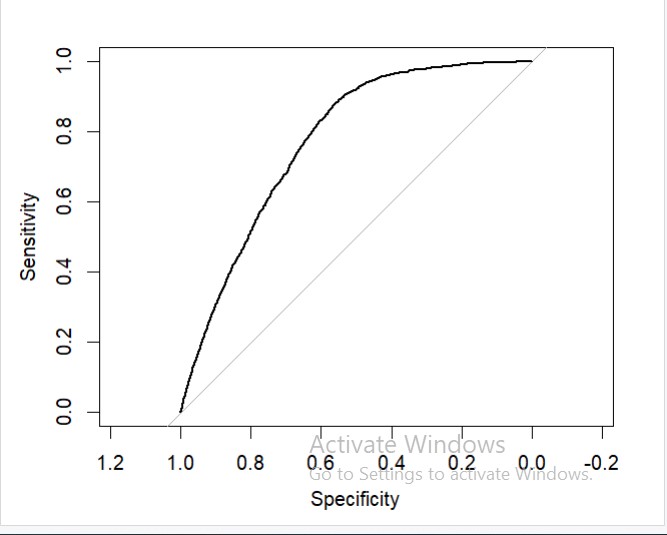 1.0
0.8
0.6
0.4
0.2
0.0
Sensitivity
1.2 1.0 0.8 0.6 0.4 0.2 0.0 -0.2
Specificity
Activate Windows
Go to Settings to activate Windows.